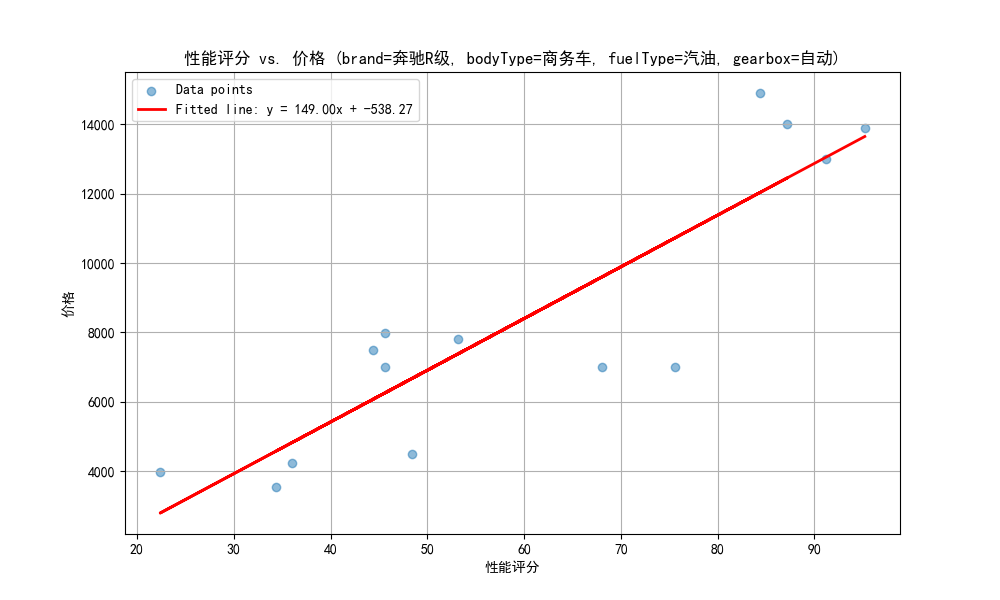 性能评分 vs. 价格 (brand=奔驰R级, bodyType=商务车, fuelType=汽油, gearbox=自动)
Data points
Fitted line: y = 149.00x + -538.27
14000
12000
10000
8000
6000
4000
价格
20 30 40 50 60 70 80 90
性能评分